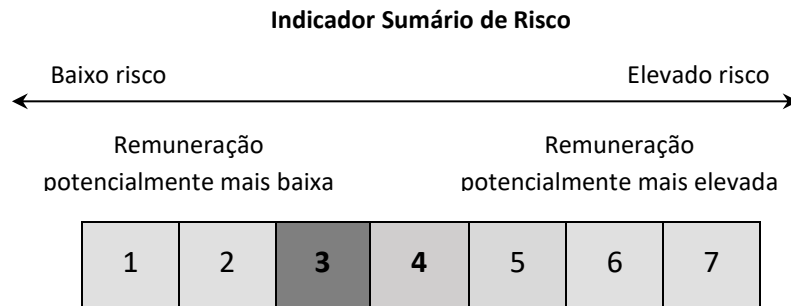 Indicador Sumário de Risco
Baixo risco Elevado risco
Remuneração Remuneração
potencialmente mais baixa potencialmente mais elevada
1 2 3 4 5 6 7